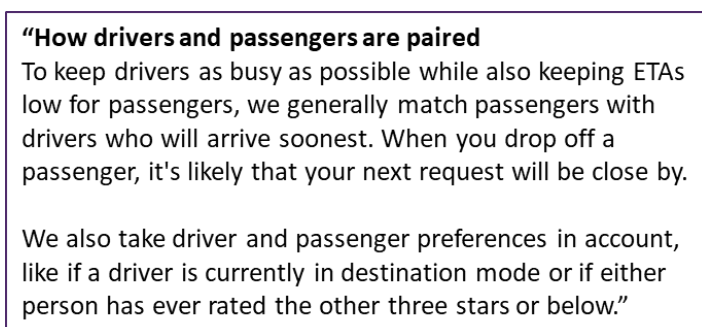 “How drivers and passengers are paired
To keep drivers as busy as possible while also keeping ETAs
low for passengers, we generally match passengers with
drivers who will arrive soonest. When you drop off a
passenger, it's likely that your next request will be close by.
We also take driver and passenger preferences in account,
like if a driver is currently in destination mode or if either
person has ever rated the other three stars or below.”